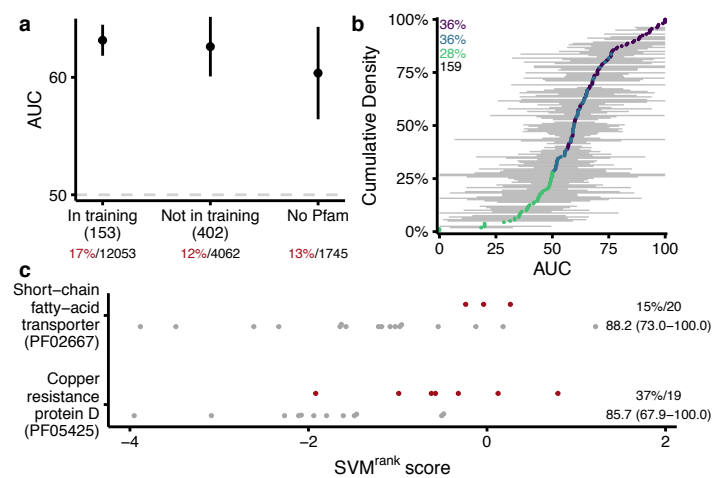 a
AUC
60
50
In training
(153)
Not in training
(402)
No Pfam
17%/12053
12%/4062
13%/1745
b
Cumulative Density
100%
75%
50%
25%
0%
36%
36%
28%
159
0
25
50
75
100
AUC
c
Short−chain
fatty−acid
transporter
(PF02667)
15%/20
88.2 (73.0−100.0)
Copper
resistance
protein D
(PF05425)
37%/19
85.7 (67.9−100.0)
−4
−2
0
2
SVMrank score